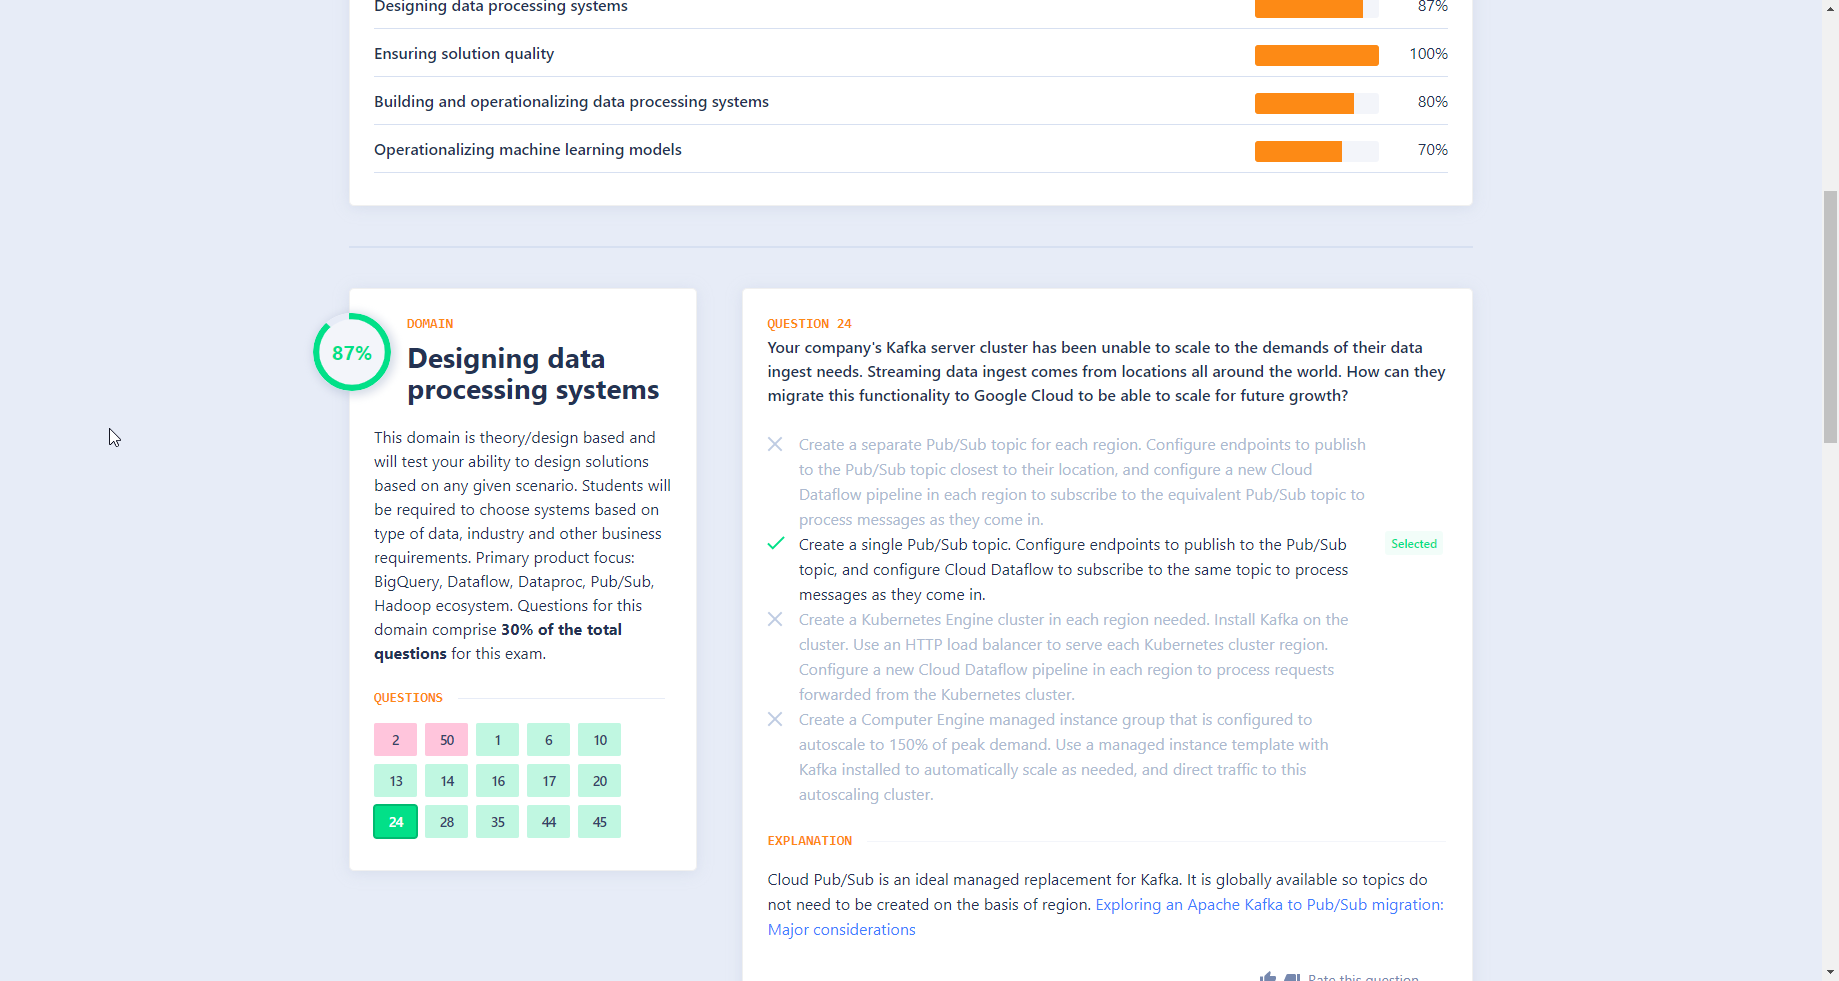 Designing data processing systems 87%
Ensuring solution quality 100%
Building and operationalizing data processing systems 80%
Operationalizing machine learning models 70%
87%
DOMAIN
Designing data
processing systems
This domain is theory/design based and
will test your ability to design solutions
based on any given scenario. Students will
be required to choose systems based on
type of data, industry and other business
requirements. Primary product focus:
BigQuery, Dataflow, Dataproc, Pub/Sub,
Hadoop ecosystem. Questions for this
domain comprise 30% of the total
questions for this exam.
QUESTIONS
2 50 1 6 10
13 14 16 17 20
24 28 35 44 45
QUESTION 24
Your company's Kafka server cluster has been unable to scale to the demands of their data
ingest needs. Streaming data ingest comes from locations all around the world. How can they
migrate this functionality to Google Cloud to be able to scale for future growth?
Create a separate Pub/Sub topic for each region. Configure endpoints to publish
to the Pub/Sub topic closest to their location, and configure a new Cloud
Dataflow pipeline in each region to subscribe to the equivalent Pub/Sub topic to
process messages as they come in.
Create a single Pub/Sub topic. Configure endpoints to publish to the Pub/Sub Selected
topic, and configure Cloud Dataflow to subscribe to the same topic to process
messages as they come in.
Create a Kubernetes Engine cluster in each region needed. Install Kafka on the
cluster. Use an HTTP load balancer to serve each Kubernetes cluster region.
Configure a new Cloud Dataflow pipeline in each region to process requests
forwarded from the Kubernetes cluster.
Create a Computer Engine managed instance group that is configured to
autoscale to 150% of peak demand. Use a managed instance template with
Kafka installed to automatically scale as needed, and direct traffic to this
autoscaling cluster.
EXPLANATION
Cloud Pub/Sub is an ideal managed replacement for Kafka. It is globally available so topics do
not need to be created on the basis of region. Exploring an Apache Kafka to Pub/Sub migration:
Major considerations
Rate this question